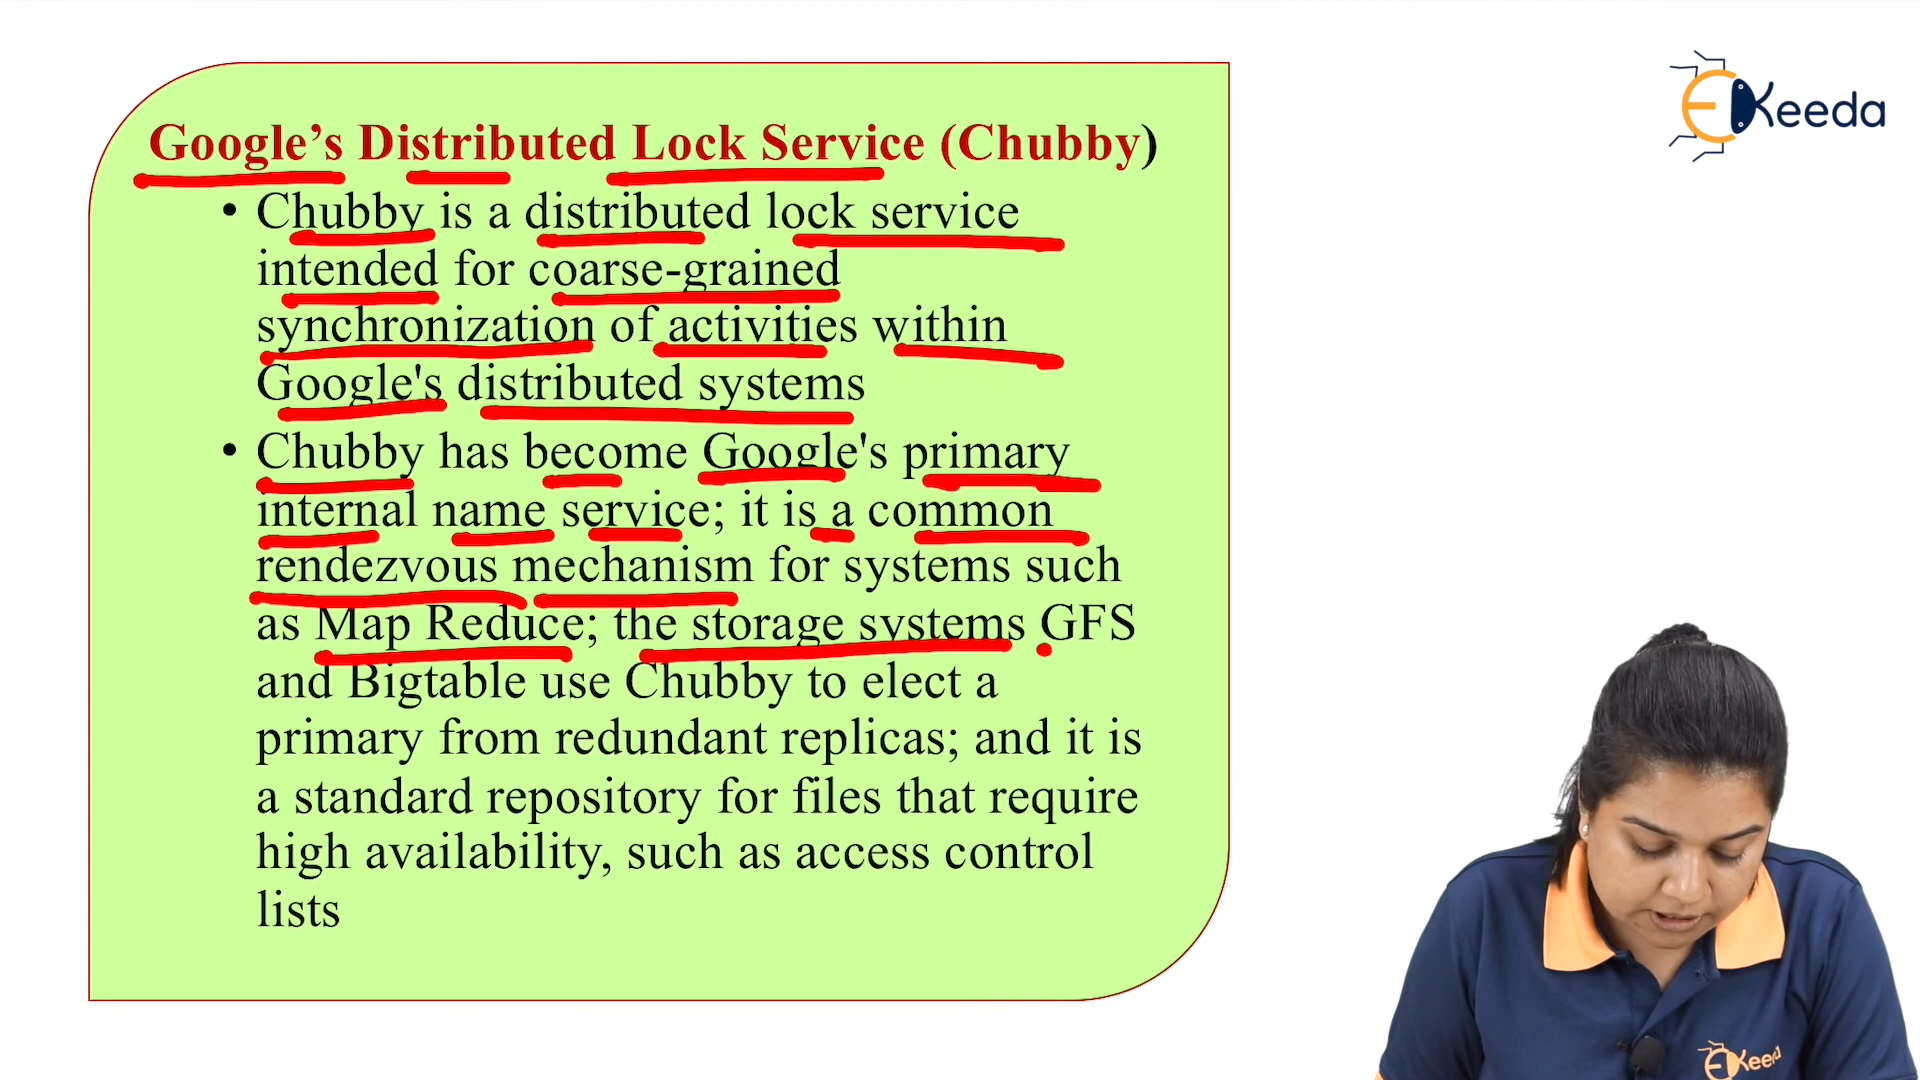 Keeda
Google’s Distributed Lock Service (Chubby)
• Chubby is a distributed lock service
intended for coarse-grained
synchronization of activities within
Google's distributed systems
• Chubby has become Google's primary
internal name service; it is a common
rendezvous mechanism for systems such
as Map Reduce; the storage systems GFS
and Bigtable use Chubby to elect a
primary from redundant replicas; and it is
a standard repository for files that require
high availability, such as access control
lists
Keeda